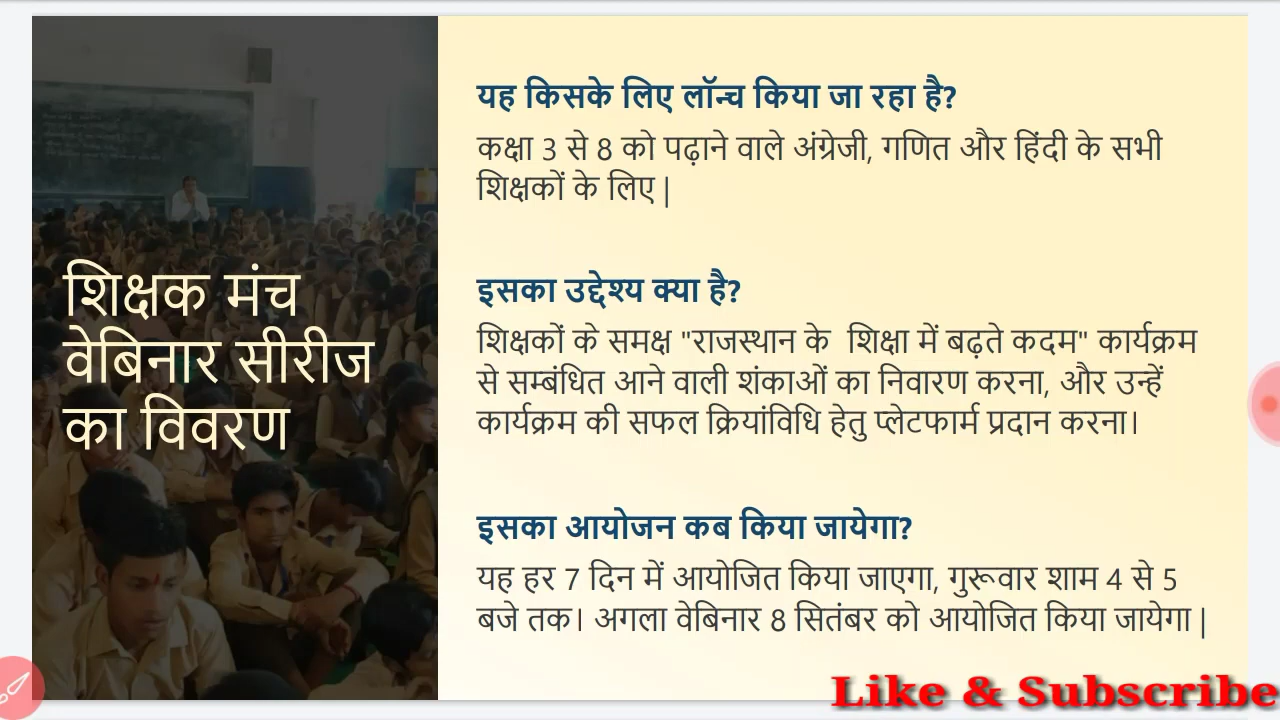 शिक्षक मंच
वेबिनार सीरीज
का विवरण
यह किसके लिए लॉन्च किया जा रहा है?
कक्षा 3 से 8 को पढ़ाने वाले अंग्रेजी, गणित और हिंदी के सभी
शिक्षकों के लिए |
इसका उद्देश्य क्या है?
शिक्षकों के समक्ष "राजस्थान के शिक्षा में बढ़ते कदम" कार्यक्रम
से सम्बंधित आने वाली शंकाओं का निवारण करना, और उन्हें
कार्यक्रम की सफल क्रियांविधि हेतु प्लेटफार्म प्रदान करना।
इसका आयोजन कब किया जायेगा?
यह हर 7 दिन में आयोजित किया जाएगा, गुरूवार शाम 4 से 5
बजे तक। अगला वेबिनार 8 सितंबर को आयोजित किया जायेगा |
Like & Subscribe